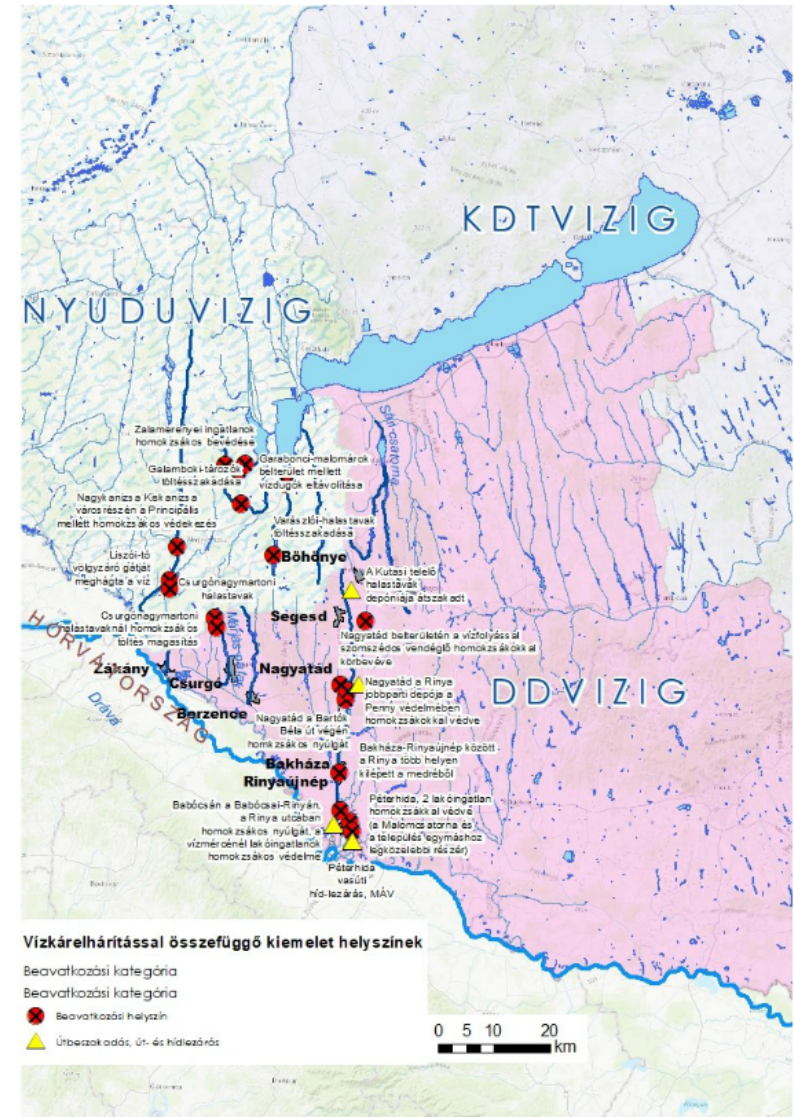 KDTVIZIG
NYUDUVIZIG
Zalamerenyei ingatlanok
homokzsákos bevédése
Galamboki-tározók
töltésszakadása
Garabonci-malomárok
belterület mellett
vízdugók eltávolítása
Sári-csatorna
Nagykanizsa Kiskanizsa
városrészén a Principális
mellett homokzsákos védekezés
Varászlói-halastavak
töltésszakadása
Böhönye
Liszói-tó
völgyzáró gátját
meghágta a víz
Csurgónagymartoni
halastavak
A Kutasi telelő
halastavak
depóniája átszakadt
Csurgónagymartoni
halastavaknál homokzsákos
töltés magasítás
Segesd
Nagyatád belterületén a vízfolyással
szomszédos vendéglő homokzsákokkal
körbevéve
HORVÁTORSZÁG
Zákány
Csurgó
Nagyatád
Nagyatád a Rinya
jobbparti depója a
Penny védelmében
homokzsákokkal védve
DDVIZIG
Dráva
Berzence
Nagyatád a Bartók
Béla út végén
homkzsákos nyúlgát
Bakháza-Rinyaújnép között
a Rinya több helyen
kilépett a medréből
Bakháza
Rinyaújnép
Babócsán a Babócsai-Rinyán,
a Rinya utcában
homokzsákos nyúlgát, a
vízmércénél lakóingatlanok
homokzsákos védelme
Péterhida, 2 lakóingatlan
homokzsákkal védve
(a Malomcsatorna és
a település egymáshoz
legközelebbi részér)
Péterhida
vasúti
híd-lezárás, MÁV
Vízkárelhárítással összefüggő kiemelet helyszínek
Beavatkozási kategória
Beavatkozási kategória
Beavatkozási helyszín
Útbeszakadás, út- és hídlezárás
0 5 10 20
km